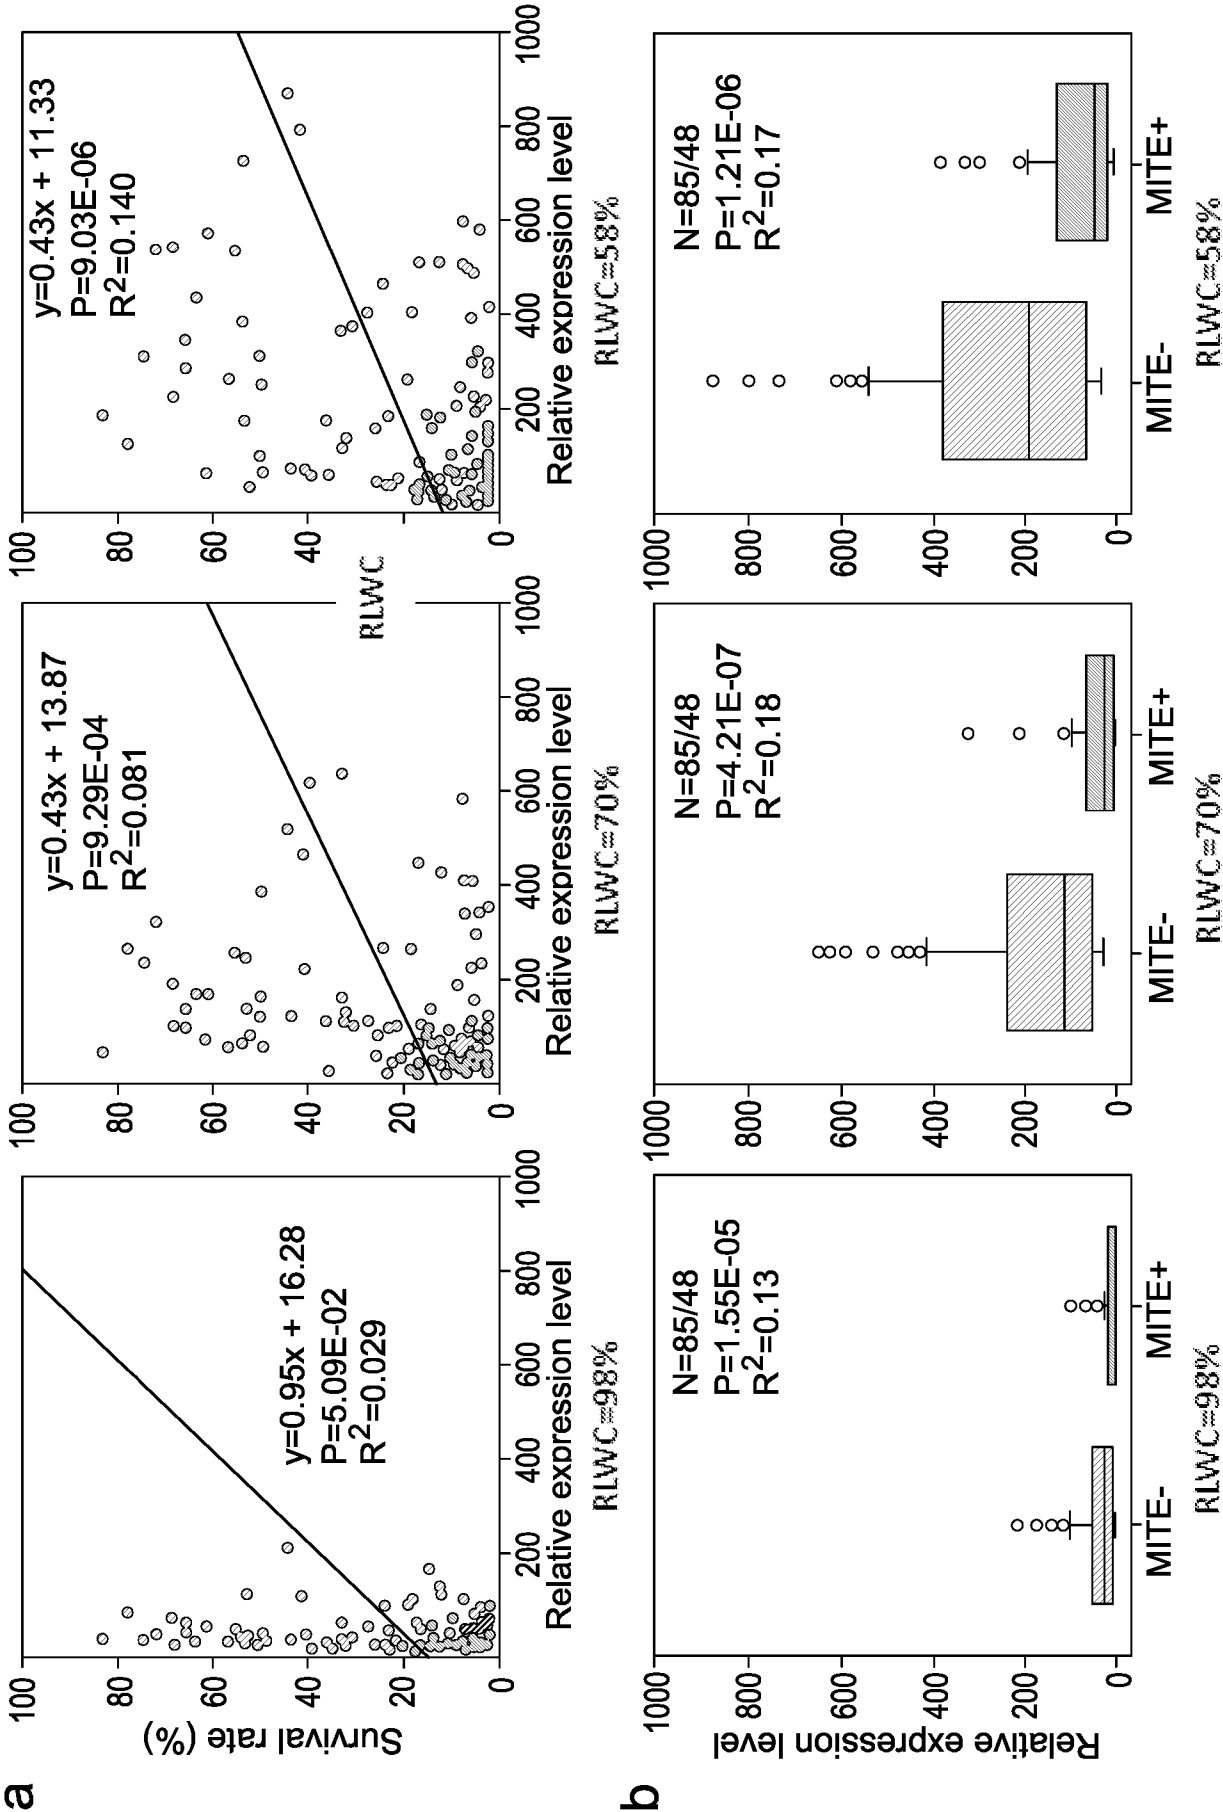 a
Survival rate (%)
100
80
60
40
20
0
200
400
600
800
1000
y=0.95x + 16.28
P=5.09E-02
R2=0.029
Relative expression level
RLWC=98%
100
80
60
40
20
0
200
400
600
800
1000
y=0.43x + 13.87
P=9.29E-04
R2=0.081
Relative expression level
RLWC=70%
RLWC
100
80
60
40
20
0
200
400
600
800
1000
y=0.43x + 11.33
P=9.03E-06
R2=0.140
Relative expression level
RLWC=58%
b
Relative expression level
1000
800
600
400
200
0
N=85/48
P=1.55E-05
R2=0.13
MITE- MITE+
RLWC=98%
1000
800
600
400
200
0
N=85/48
P=4.21E-07
R2=0.18
MITE- MITE+
RLWC=70%
1000
800
600
400
200
0
N=85/48
P=1.21E-06
R2=0.17
MITE- MITE+
RLWC=58%